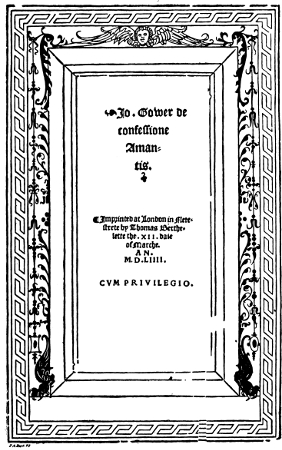 ❧Jo. Gower de
confessione
Aman-
tis.
¶Imprinted at London in Flete-
strete by Thomas Berthe-
lette the .XII. daie
of Marche.
AN.
M.D.LIIII.
CVM PRIVILEGIO.